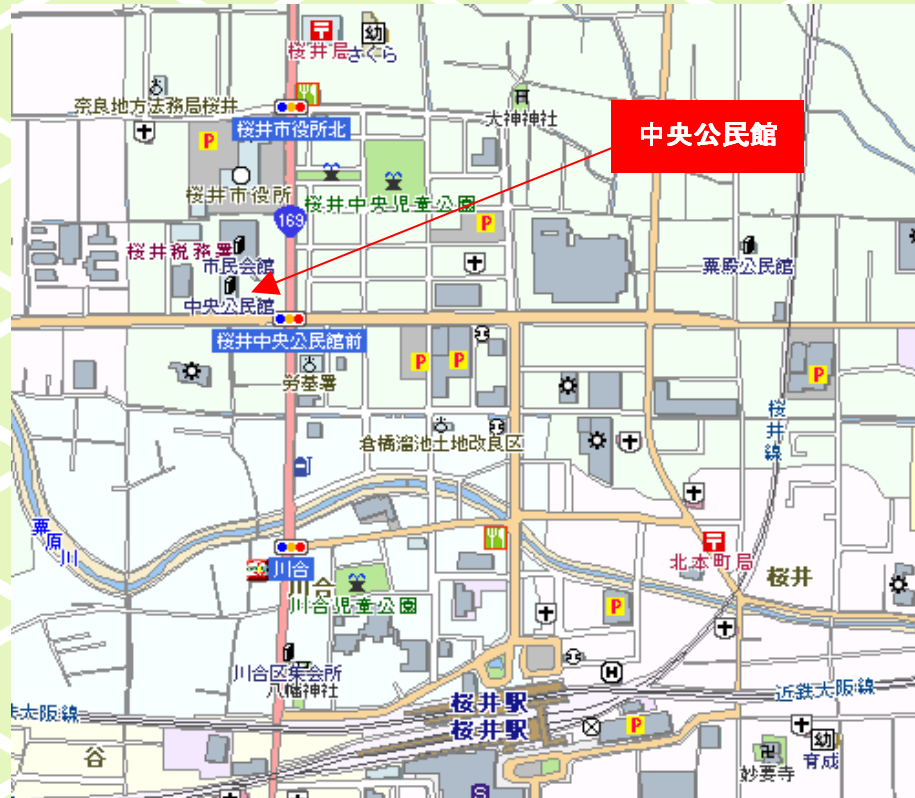 桜井局
幼
さくら
奈良地方法務局桜井
大神神社
中央公民館
P
桜井市役所北
桜井市役所
桜井中央児童公園
169
P
桜井税務署
市民会館
粟殿公民館
中央公民館
桜井中央公民館前
P
P
P
労基署
桜井線
倉橋溜池土地改良区
粟原川
北本町局
川合
川合
桜井
川合児童公園
P
川合区集会所
八幡神社
H
桜井駅
近鉄大阪線
大阪線
桜井駅
P
谷
幼
育成
妙要寺
S